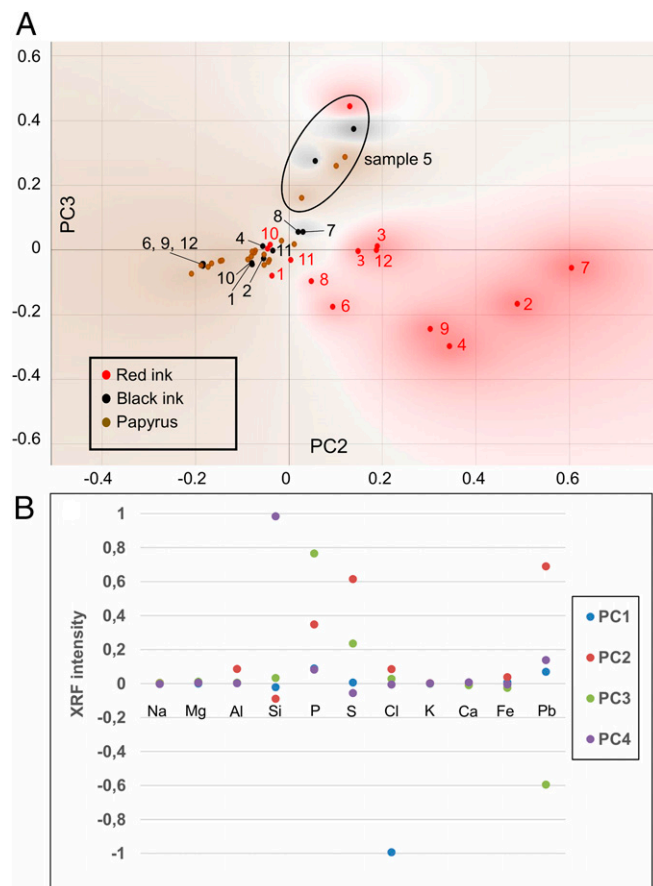 A
0.6
0.4
sample 5
0.2
PC3
8
7
4
10
3
6, 9, 12
11
0
11
3
12
10
1
8
7
1
2
6
2
-0.2
9
4
Red ink
Black ink
Papyrus
-0.4
-0.6
PC2
-0.4
-0.2
0
0.2
0.4
0.6
B
1
0,8
0,6
0,4
0,2
0
-0,2
-0,4
-0,6
-0,8
-1
XRF intensity
Na Mg Al Si P S Cl K Ca Fe Pb
PC1
PC2
PC3
PC4